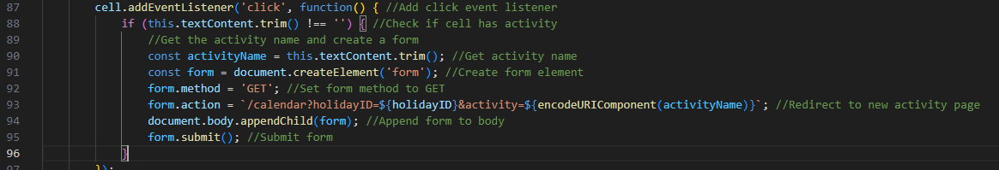 87 cell.addEventListener('click', function() { //Add click event listener
88 if (this.textContent.trim() !== '') { //Check if cell has activity
89 //Get the activity name and create a form
90 const activityName = this.textContent.trim(); //Get activity name
91 const form = document.createElement('form'); //Create form element
92 form.method = 'GET'; //Set form method to GET
93 form.action = `/calendar?holidayID=${holidayID}&activity=${encodeURIComponent(activityName)}`; //Redirect to new activity page
94 document.body.appendChild(form); //Append form to body
95 form.submit(); //Submit form
96 }
97 });